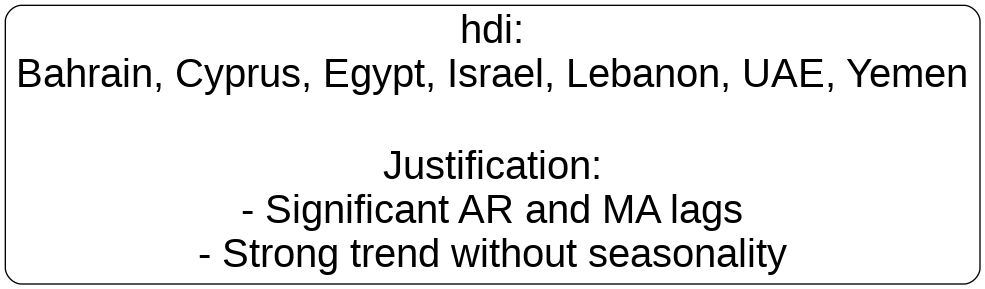 hdi:
Bahrain, Cyprus, Egypt, Israel, Lebanon, UAE, Yemen
Justification:
- Significant AR and MA lags
- Strong trend without seasonality